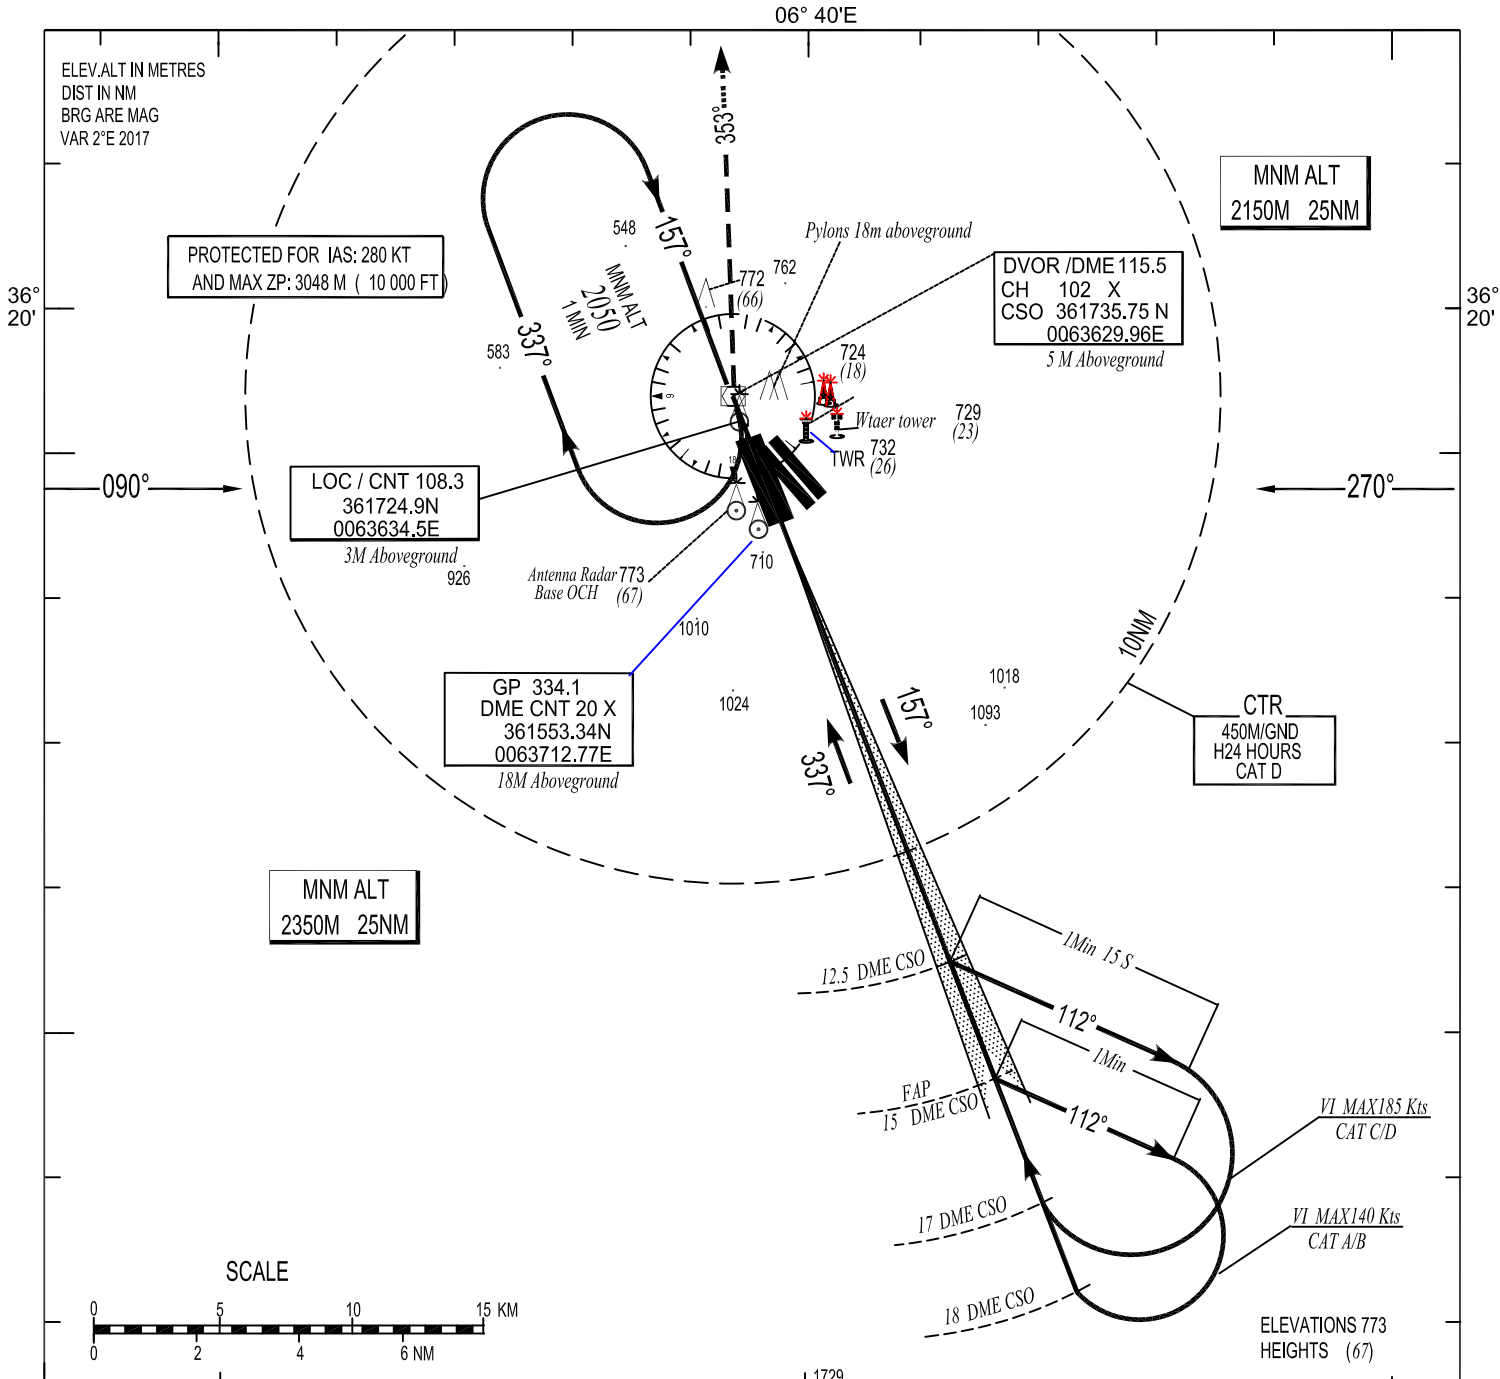 06° 40'E
ELEV.ALT IN METRES
DIST IN NM
BRG ARE MAG
VAR 2°E 2017
353°
MNM ALT
2150M 25NM
157°
548
Pylons 18m aboveground
PROTECTED FOR IAS: 280 KT
AND MAX ZP: 3048 M ( 10 000 FT)
MNM ALT
2050
1 MIN
772
(66)
762
DVOR /DME 115.5
CH 102 X
CSO 361735.75 N
0063629.96E
5 M Aboveground
36°
20'
36°
20'
337°
583
724
(18)
6
18
Wtaer tower
729
(23)
TWR
732
(26)
090°
270°
LOC / CNT 108.3
361724.9N
0063634.5E
3M Aboveground
926
710
Antenna Radar
Base OCH
773
(67)
1010
10NM
GP 334.1
DME CNT 20 X
361553.34N
0063712.77E
18M Aboveground
1024
1018
1093
157°
337°
CTR
450M/GND
H24 HOURS
CAT D
MNM ALT
2350M 25NM
12.5 DME CSO
1Min 15 S
112°
1Min
FAP
15 DME CSO
112°
VI MAX185 Kts
CAT C/D
17 DME CSO
VI MAX140 Kts
CAT A/B
18 DME CSO
SCALE
0 5 10 15 KM
0 2 4 6 NM
ELEVATIONS 773
HEIGHTS (67)
1729